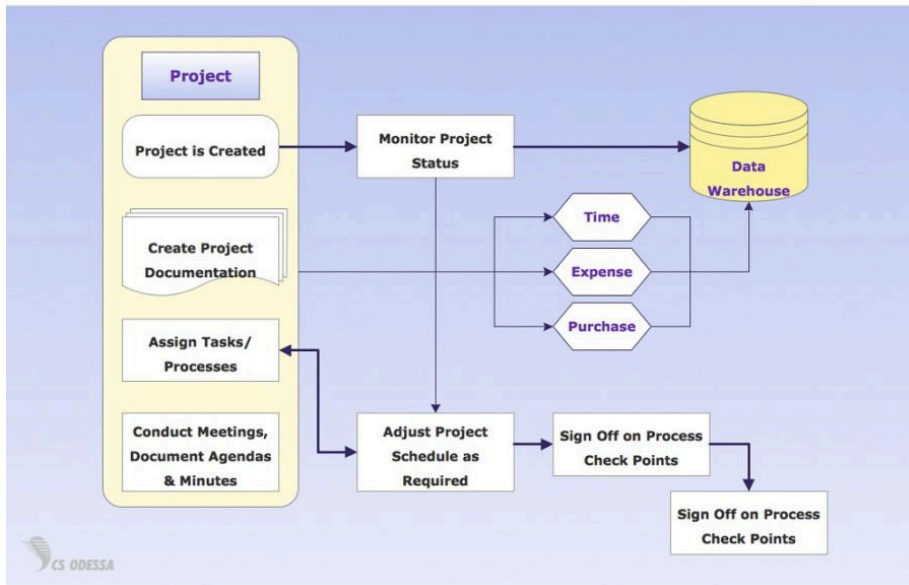 Project
Project is Created
Monitor Project
Status
Data
Warehouse
Create Project
Documentation
Time
Expense
Purchase
Assign Tasks/
Processes
Conduct Meetings,
Document Agendas
& Minutes
Adjust Project
Schedule as
Required
Sign Off on Process
Check Points
Sign Off on Process
Check Points
CS ODESSA